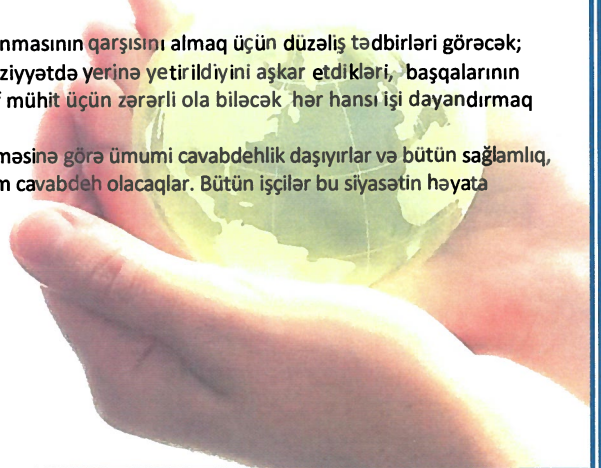 nmasının qarşısını almaq üçün düzəliş tədbirləri görəcək;
ziyyətdə yerinə yetirildiyini aşkar etdikləri, başqalarının
mühit üçün zərərli ola biləcək hər hansı işi dayandırmaq
məsinə görə ümumi cavabdehlik daşıyırlar və bütün sağlamlıq,
cavabdeh olacaqlar. Bütün işçilər bu siyasətin həyata